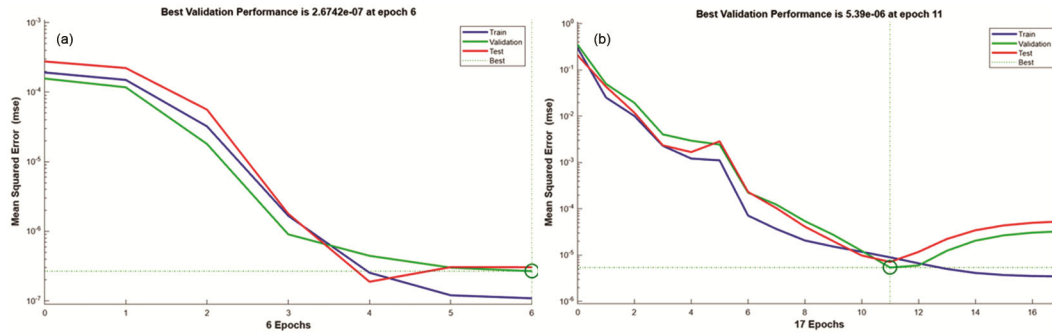 Best Validation Performance is 2.6742e-07 at epoch 6
(a)
Train
Validation
Test
Best
Mean Squared Error (mse)
10-3
10-4
10-5
10-6
10-7
0 1 2 3 4 5 6
6 Epochs
Best Validation Performance is 5.39e-06 at epoch 11
(b)
Train
Validation
Test
Best
Mean Squared Error (mse)
10^0
10-1
10-2
10-3
10-4
10-5
10-6
0 2 4 6 8 10 12 14 16
17 Epochs